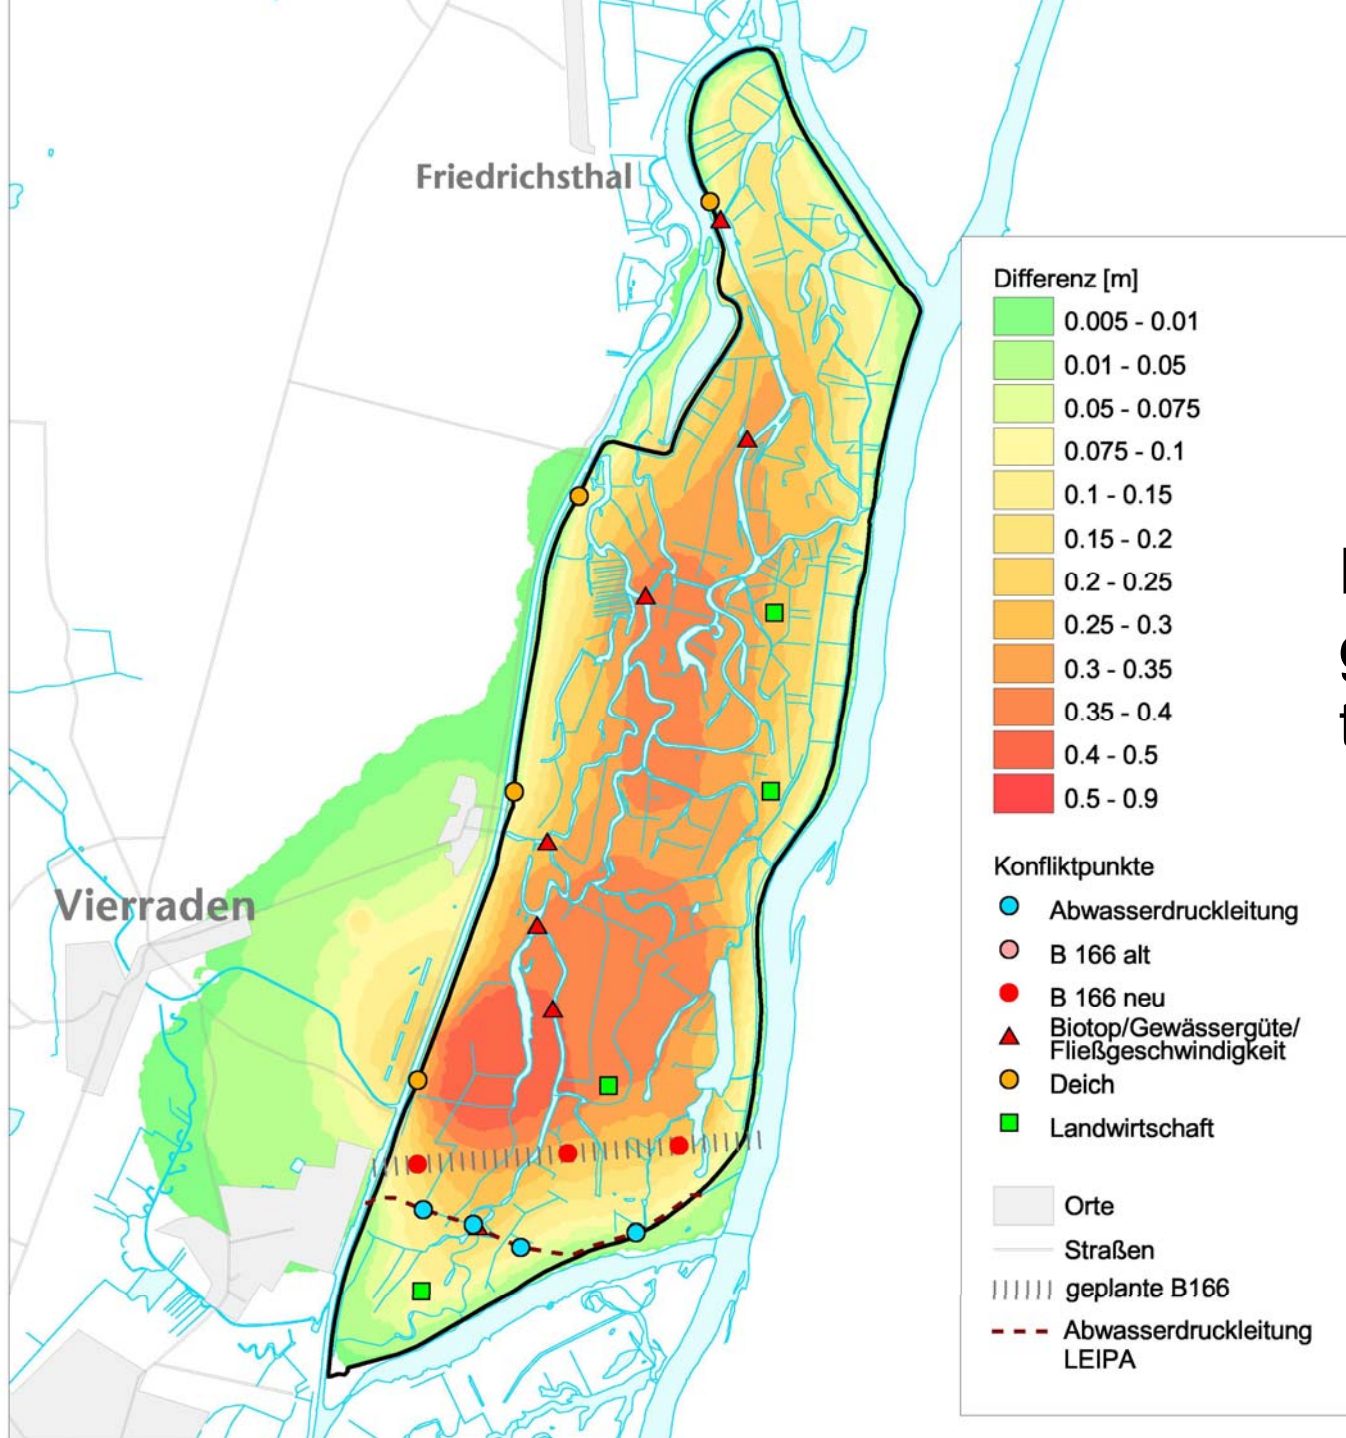 Friedrichsthal
Vierraden
Differenz [m]
0.005 - 0.01
0.01 - 0.05
0.05 - 0.075
0.075 - 0.1
0.1 - 0.15
0.15 - 0.2
0.2 - 0.25
0.25 - 0.3
0.3 - 0.35
0.35 - 0.4
0.4 - 0.5
0.5 - 0.9
Konfliktpunkte
Abwasserdruckleitung
B 166 alt
B 166 neu
Biotop/Gewässergüte/
Fließgeschwindigkeit
Deich
Landwirtschaft
Orte
Straßen
geplante B166
Abwasserdruckleitung
LEIPA